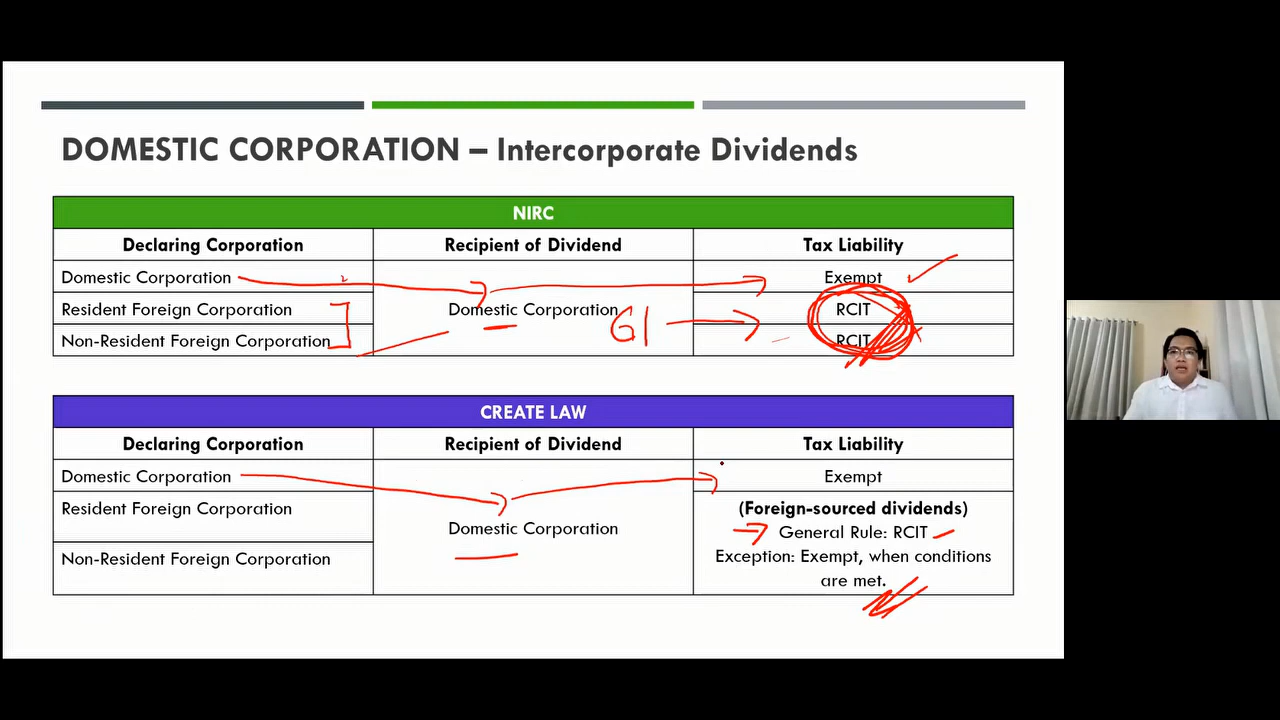 DOMESTIC CORPORATION – Intercorporate Dividends
NIRC
Declaring Corporation Recipient of Dividend Tax Liability
Domestic Corporation Exempt
Resident Foreign Corporation Domestic Corporation GI RCIT
Non-Resident Foreign Corporation RCIT
CREATE LAW
Declaring Corporation Recipient of Dividend Tax Liability
Domestic Corporation Exempt
Resident Foreign Corporation (Foreign-sourced dividends)
Domestic Corporation General Rule: RCIT
Non-Resident Foreign Corporation Exception: Exempt, when conditions
are met.